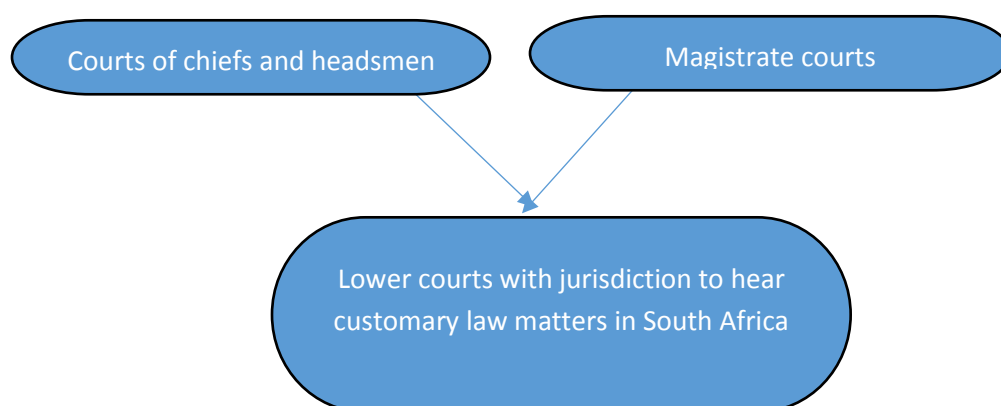 Courts of chiefs and headsmen
Magistrate courts
Lower courts with jurisdiction to hear
customary law matters in South Africa